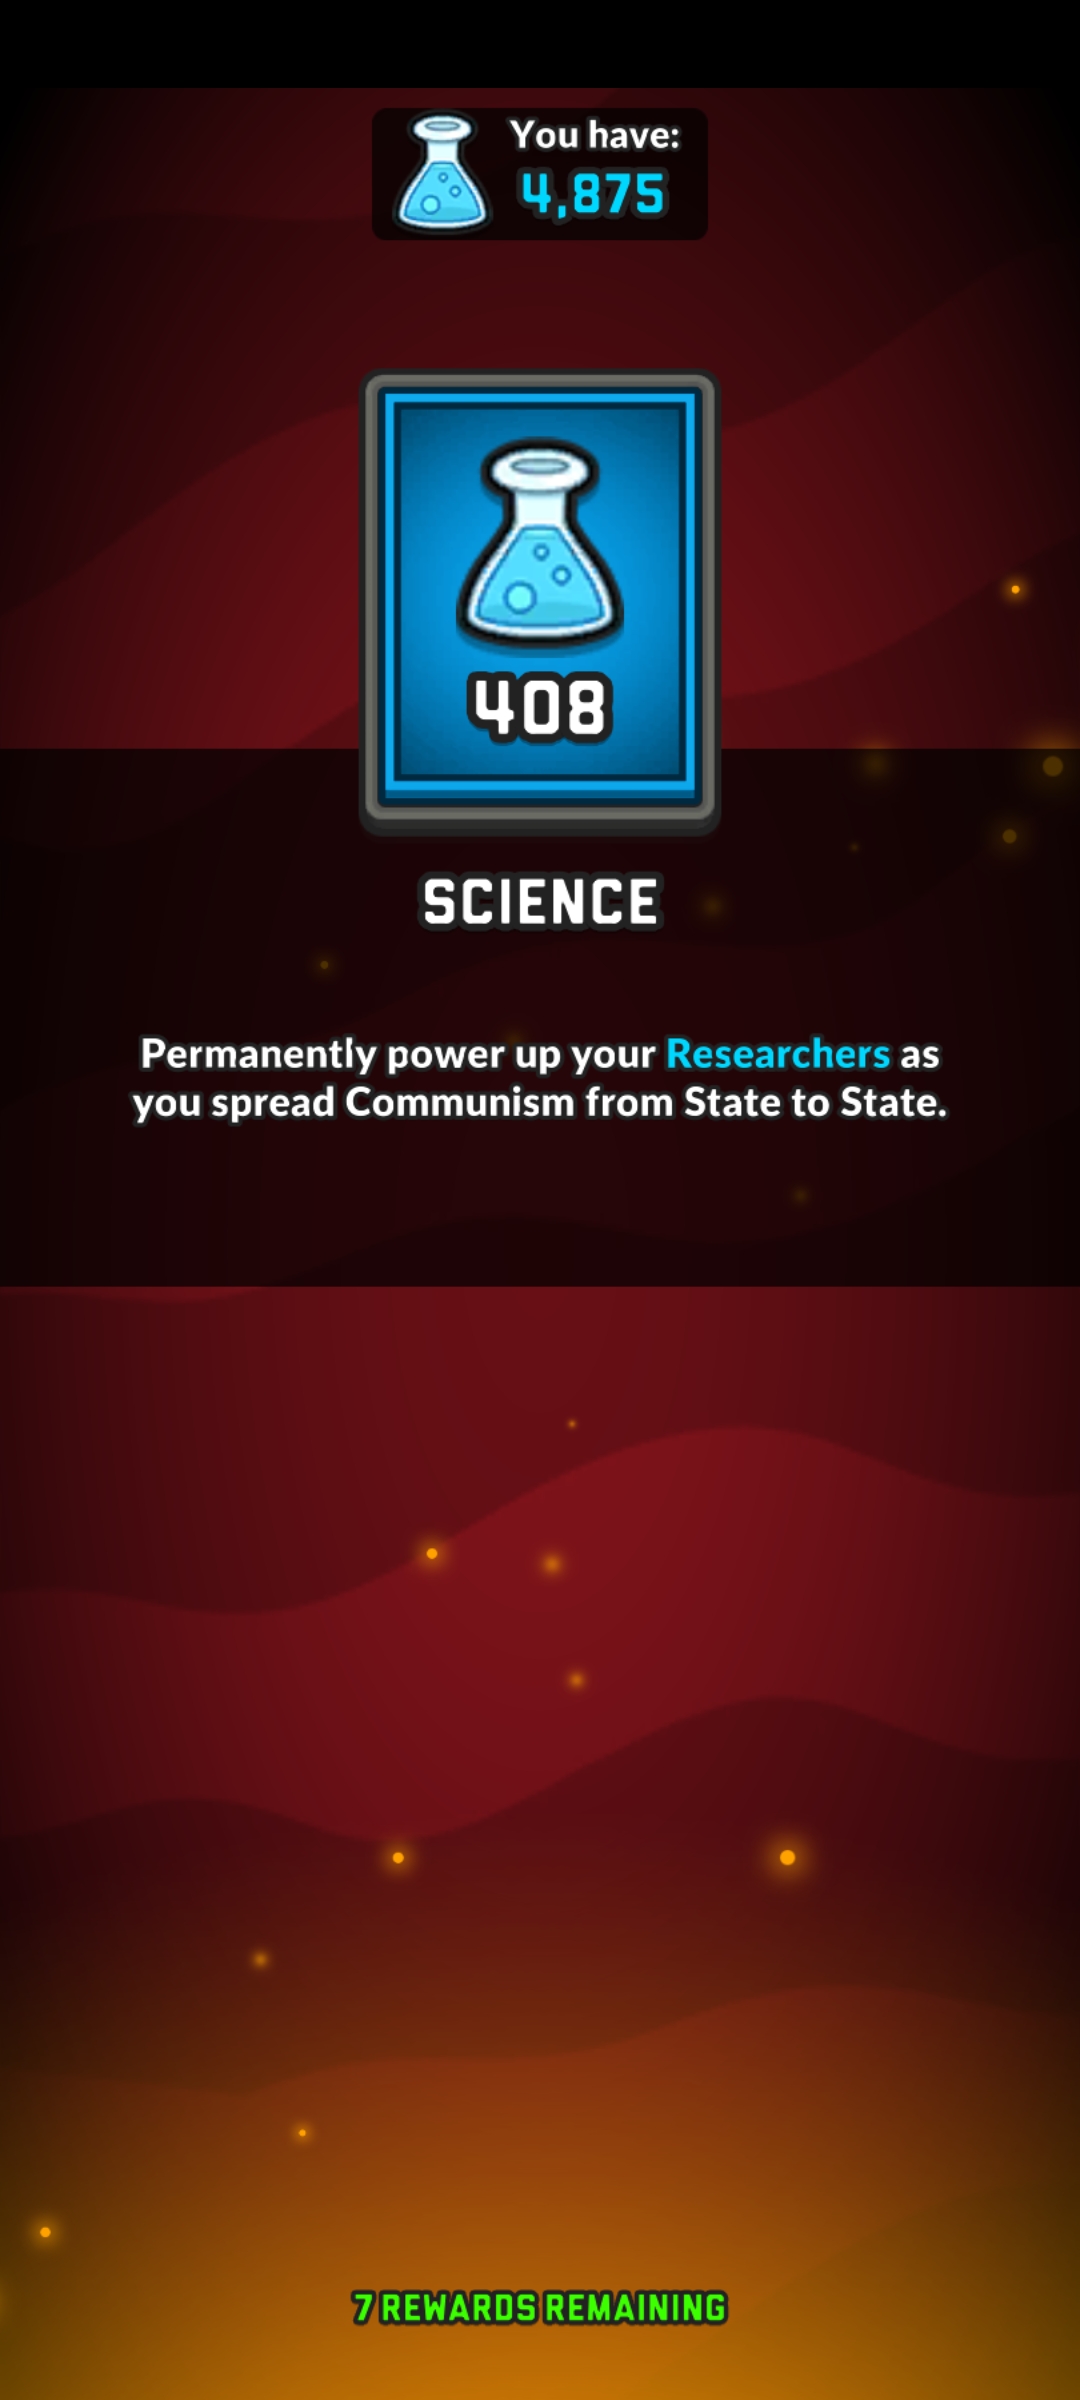 You have:
4,875
408
SCIENCE
Permanently power up your Researchers as
you spread Communism from State to State.
7 REWARDS REMAINING